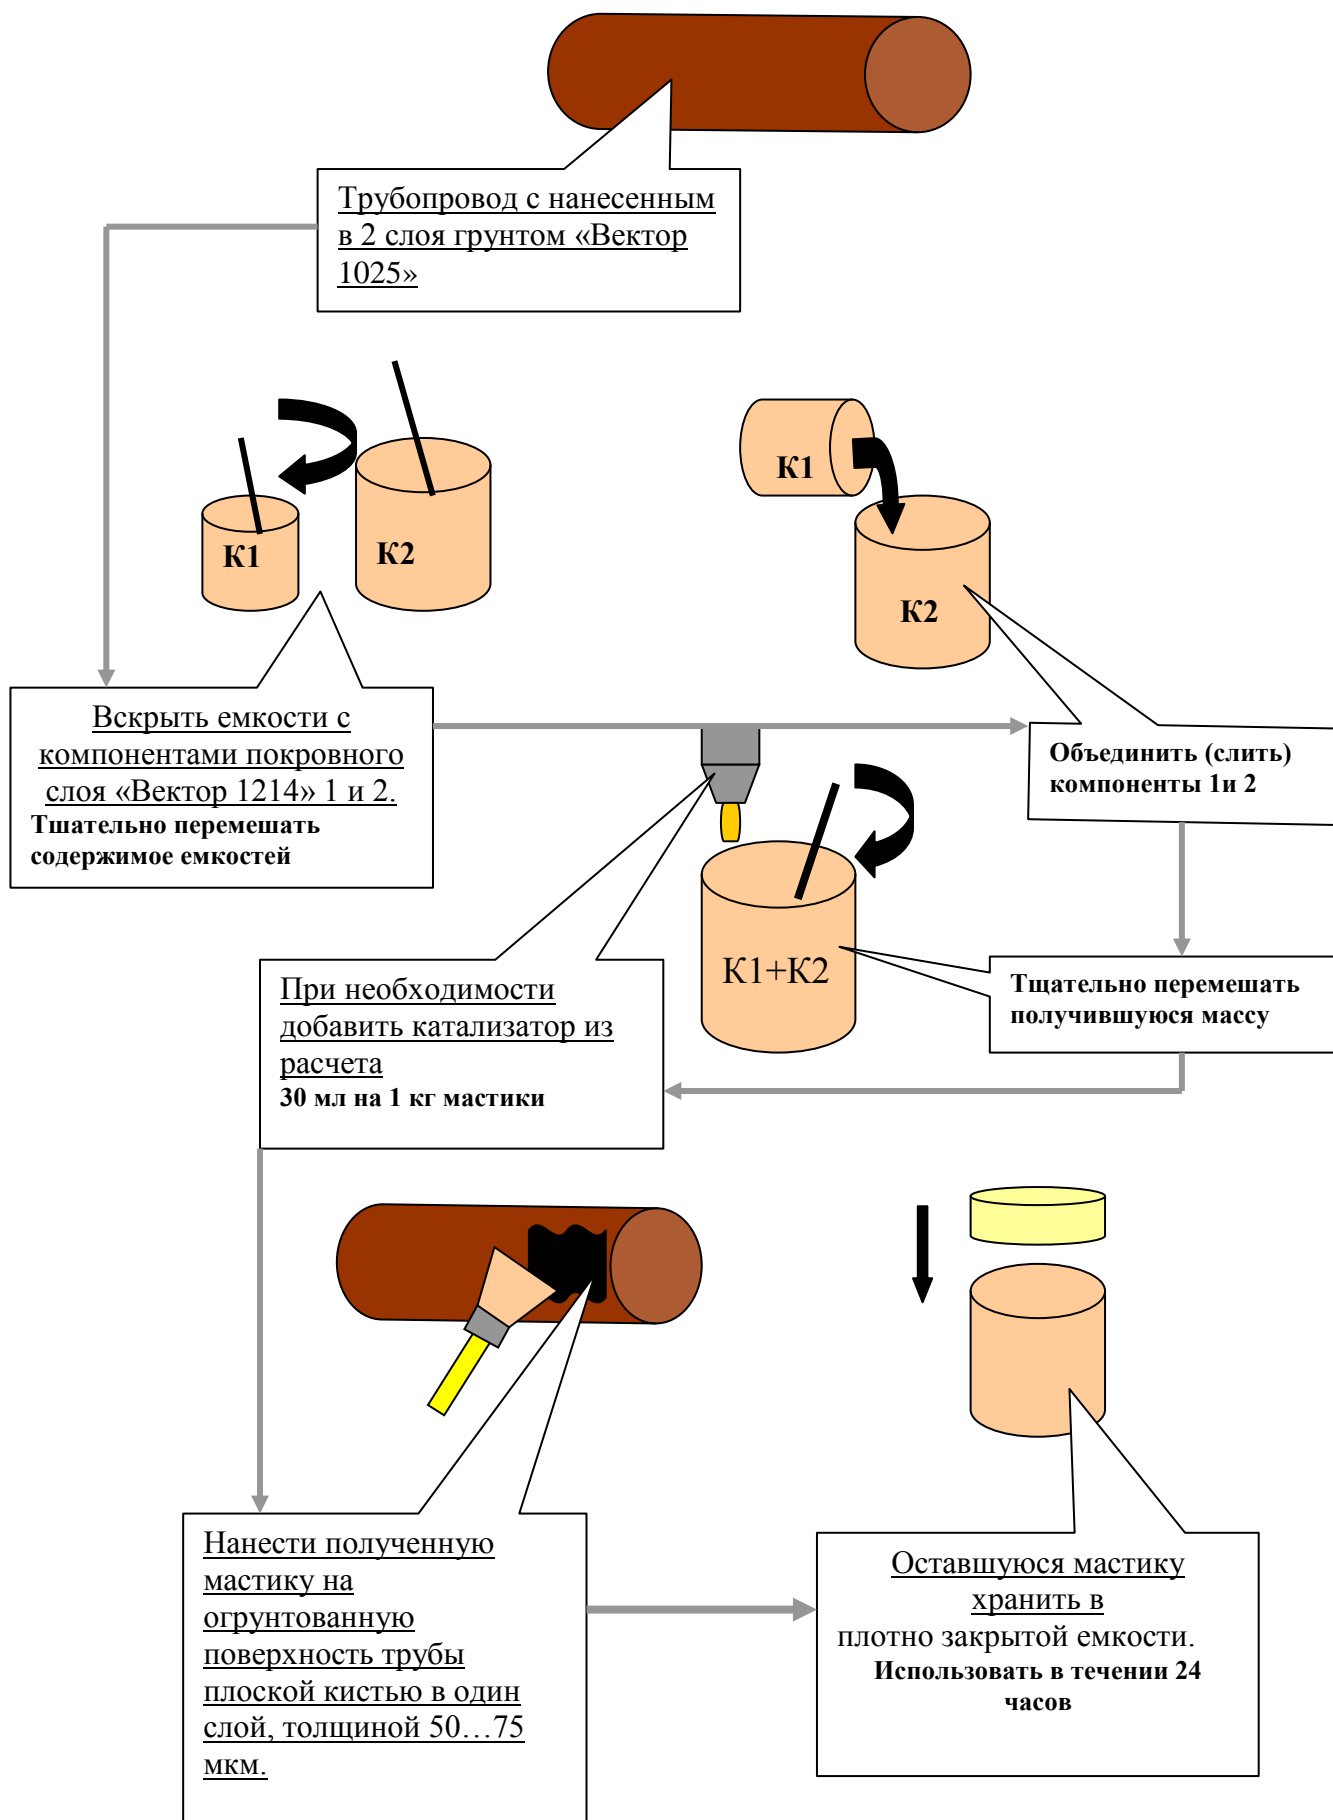 Трубопровод с нанесенным
в 2 слоя грунтом «Вектор
1025»
К1
К2
К1
К2
Вскрыть емкости с
компонентами покровного
слоя «Вектор 1214» 1 и 2.
Тшательно перемешать
содержимое емкостей
Объединить (слить)
компоненты 1и 2
К1+К2
Тщательно перемешать
получившуюся массу
При необходимости
добавить катализатор из
расчета
30 мл на 1 кг мастики
Нанести полученную
мастику на
огрунтованную
поверхность трубы
плоской кистью в один
слой, толщиной 50…75
мкм.
Оставшуюся мастику
хранить в
плотно закрытой емкости.
Использовать в течении 24
часов